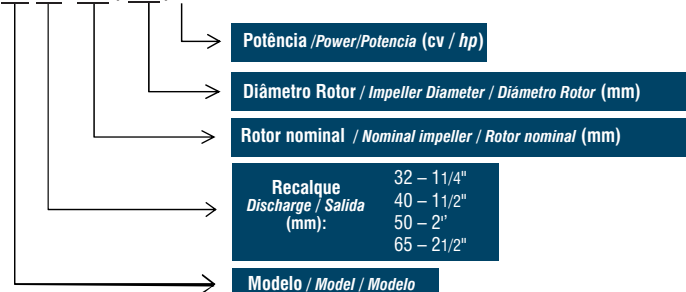 Potência /Power/Potencia (cv / hp)
Diâmetro Rotor / Impeller Diameter / Diámetro Rotor (mm)
Rotor nominal / Nominal impeller / Rotor nominal (mm)
Recalque
Discharge / Salida
(mm):
32 – 11/4"
40 – 11/2"
50 – 2"
65 – 21/2"
Modelo / Model / Modelo